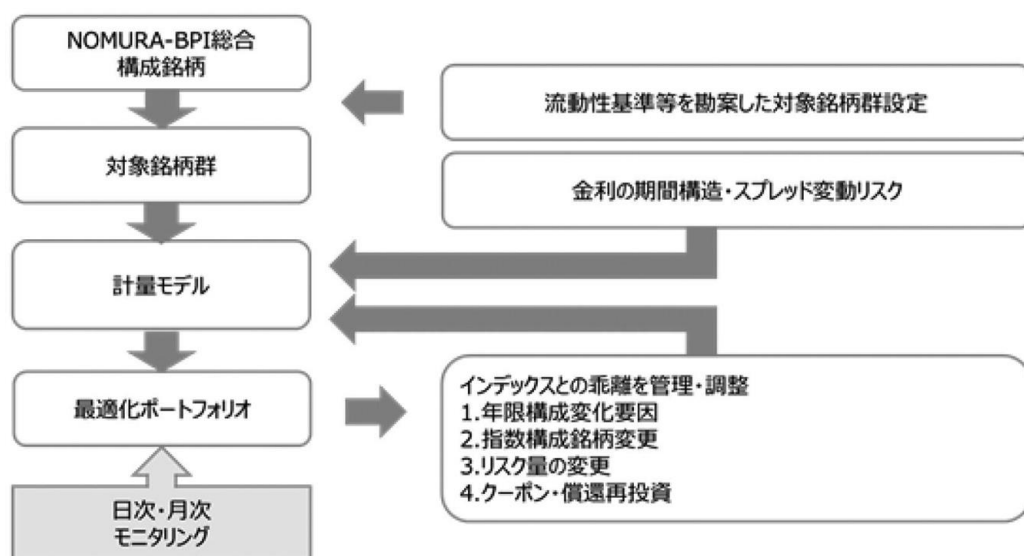 NOMURA-BPI総合
構成銘柄
流動性基準等を勘案した対象銘柄群設定
対象銘柄群
金利の期間構造・スプレッド変動リスク
計量モデル
最適化ポートフォリオ
インデックスとの乖離を管理・調整
1.年限構成変化要因
2.指数構成銘柄変更
3.リスク量の変更
4.クーポン・償還再投資
日次・月次
モニタリング